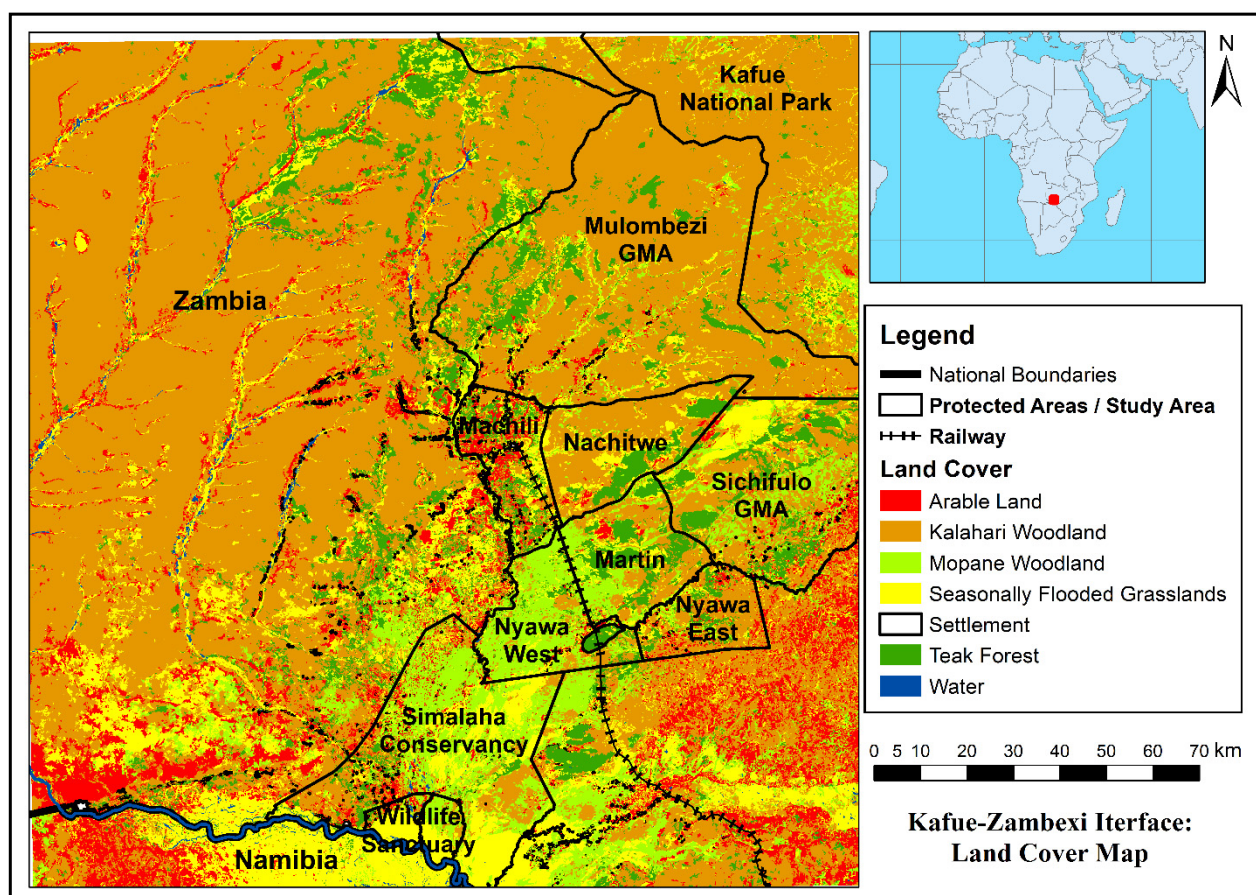 Kafue
National Park
Mulombezi
GMA
Zambia
Machili
Nachitwe
Sichifulo
GMA
Martin
Nyawa
East
Nyawa
West
Simalaha
Conservancy
Wildlife
Sanctuary
Namibia
N
Legend
National Boundaries
Protected Areas / Study Area
Railway
Land Cover
Arable Land
Kalahari Woodland
Mopane Woodland
Seasonally Flooded Grasslands
Settlement
Teak Forest
Water
0 5 10 20 30 40 50 60 70 km
Kafue-Zambexi Iterface:
Land Cover Map